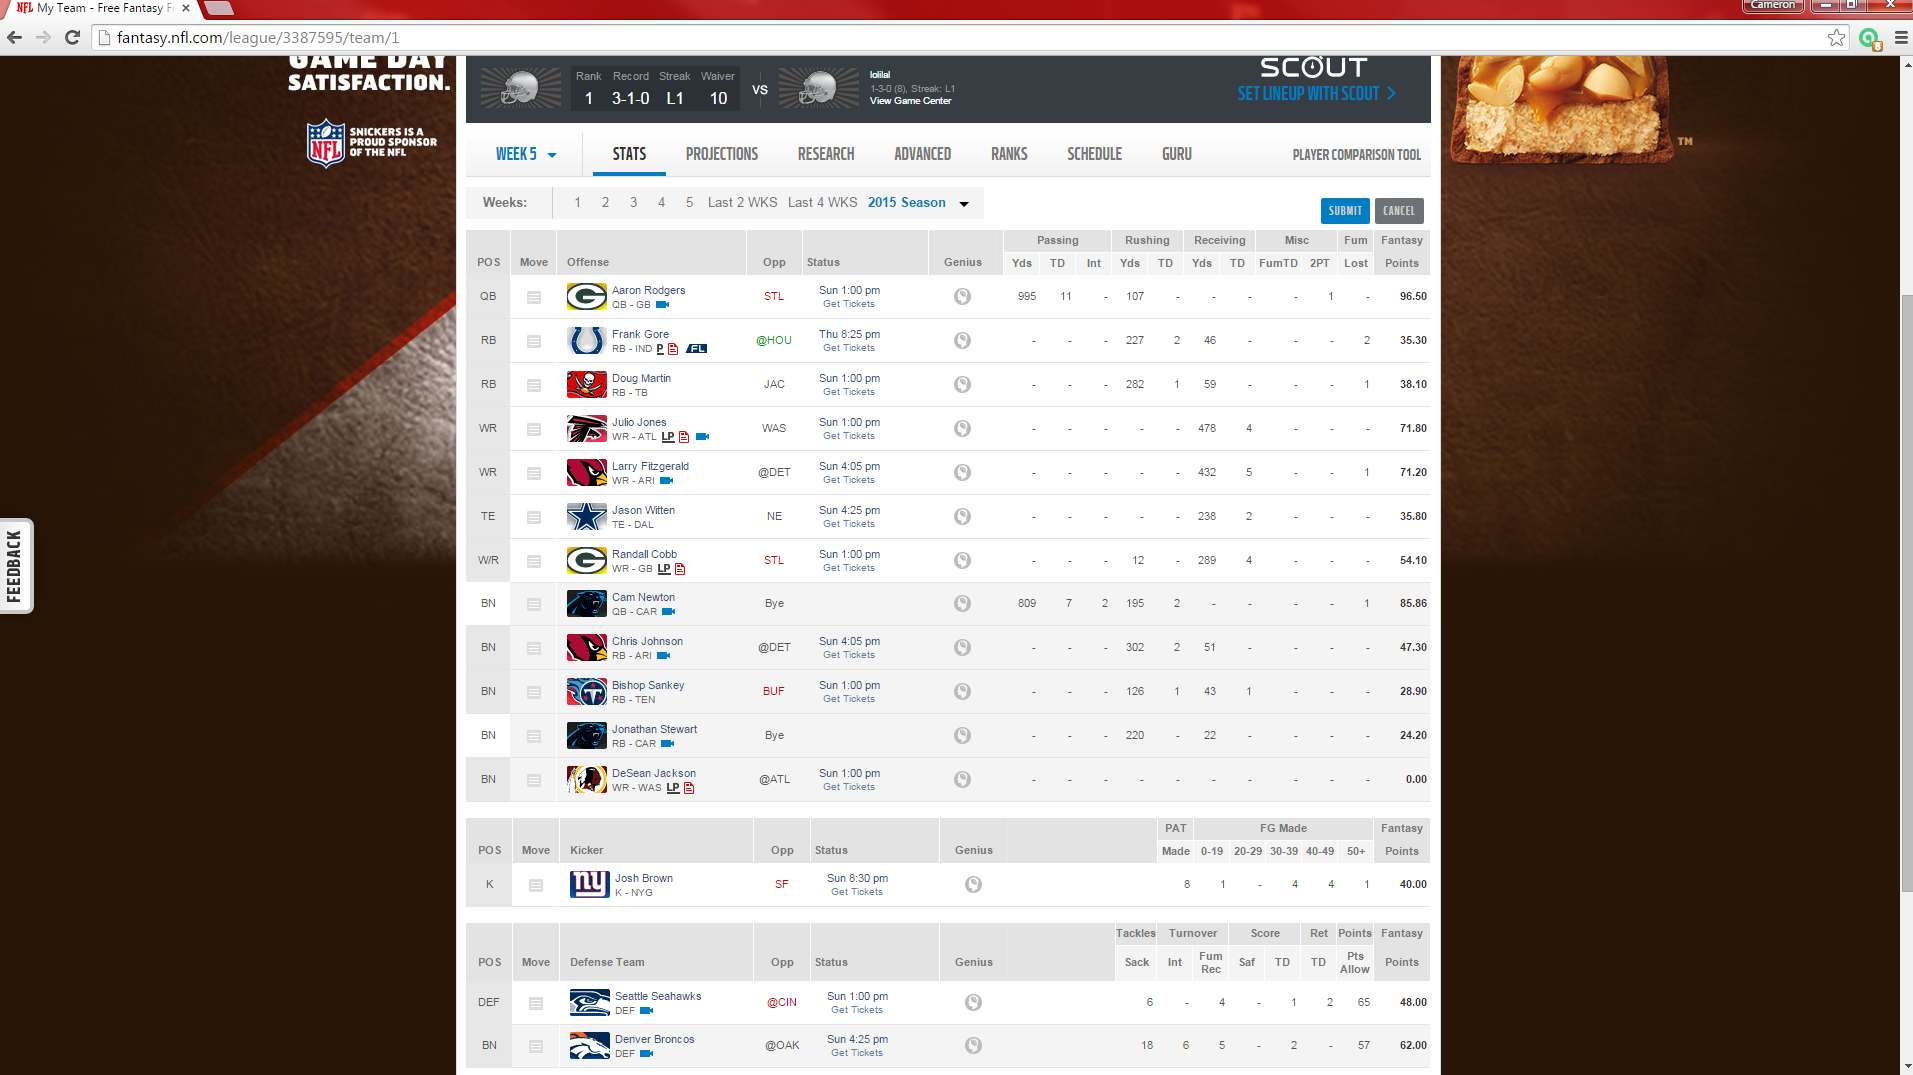 NFL My Team - Free Fantasy F
Cameron
fantasy.nfl.com/league/3387595/team/1
GAME DAY
SATISFACTION.
NFL
SNICKERS IS A
PROUD SPONSOR
OF THE NFL
TM
FEEDBACK
Rank Record Streak Waiver
1 3-1-0 L1 10
VS
lolilal
1-3-0 (8), Streak: L1
View Game Center
SCOUT
SET LINEUP WITH SCOUT >
WEEK 5 STATS PROJECTIONS RESEARCH ADVANCED RANKS SCHEDULE GURU PLAYER COMPARISON TOOL
Weeks: 1 2 3 4 5 Last 2 WKS Last 4 WKS 2015 Season
SUBMIT CANCEL
Passing Rushing Receiving Misc Fum Fantasy
POS Move Offense Opp Status Genius Yds TD Int Yds TD Yds TD FumTD 2PT Lost Points
QB Aaron Rodgers STL Sun 1:00 pm 995 11 - 107 - - - - 1 - 96.50
QB - GB Get Tickets
RB Frank Gore @HOU Thu 8:25 pm - - - 227 2 46 - - - 2 35.30
RB - IND P FL Get Tickets
RB Doug Martin JAC Sun 1:00 pm - - - 282 1 59 - - - 1 38.10
RB - TB Get Tickets
WR Julio Jones WAS Sun 1:00 pm - - - - - 478 4 - - - 71.80
WR - ATL LP Get Tickets
WR Larry Fitzgerald @DET Sun 4:05 pm - - - - - 432 5 - - 1 71.20
WR - ARI Get Tickets
TE Jason Witten NE Sun 4:25 pm - - - - - 238 2 - - - 35.80
TE - DAL Get Tickets
W/R Randall Cobb STL Sun 1:00 pm - - - 12 - 289 4 - - - 54.10
WR - GB LP Get Tickets
BN Cam Newton Bye 809 7 2 195 2 - - - - 1 85.86
QB - CAR
BN Chris Johnson @DET Sun 4:05 pm - - - 302 2 51 - - - - 47.30
RB - ARI Get Tickets
BN Bishop Sankey BUF Sun 1:00 pm - - - 126 1 43 1 - - - 28.90
RB - TEN Get Tickets
BN Jonathan Stewart Bye - - - 220 - 22 - - - - 24.20
RB - CAR
BN DeSean Jackson @ATL Sun 1:00 pm - - - - - - - - - - 0.00
WR - WAS LP Get Tickets
PAT FG Made Fantasy
POS Move Kicker Opp Status Genius Made 0-19 20-29 30-39 40-49 50+ Points
K Josh Brown SF Sun 8:30 pm 8 1 - 4 4 1 40.00
K - NYG Get Tickets
Tackles Turnover Score Ret Points Fantasy
POS Move Defense Team Opp Status Genius Sack Int Fum Rec Saf TD TD Pts Allow Points
DEF Seattle Seahawks @CIN Sun 1:00 pm 6 - 4 - 1 2 65 48.00
DEF Get Tickets
BN Denver Broncos @OAK Sun 4:25 pm 18 6 5 - 2 - 57 62.00
DEF Get Tickets